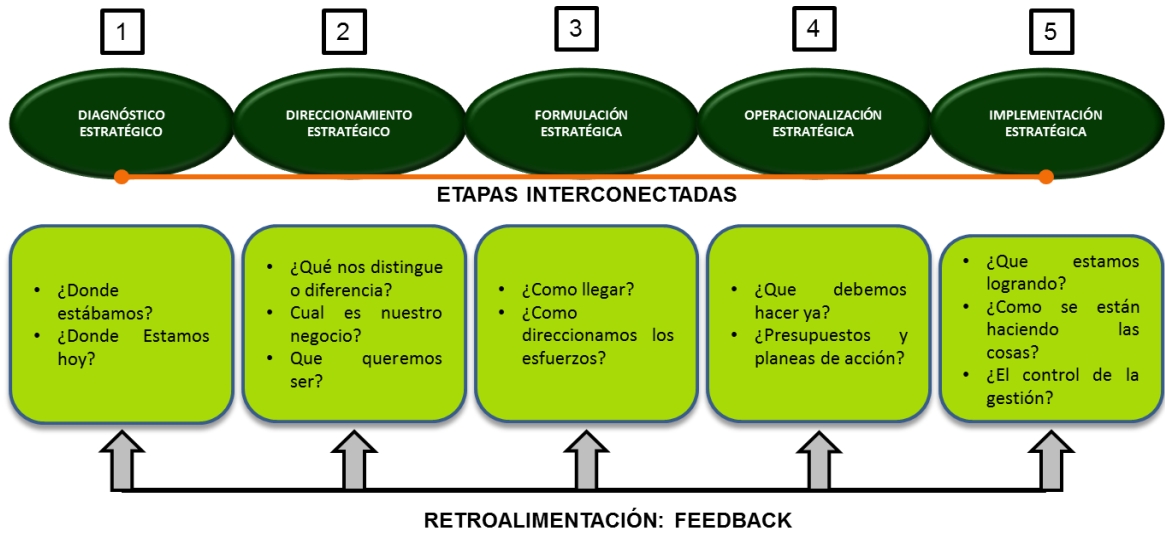 1
2
3
4
5
DIAGNÓSTICO
ESTRATÉGICO
DIRECCIONAMIENTO
ESTRATÉGICO
FORMULACIÓN
ESTRATÉGICA
OPERACIONALIZACIÓN
ESTRATÉGICA
IMPLEMENTACIÓN
ESTRATÉGICA
ETAPAS INTERCONECTADAS
• ¿Donde
estábamos?
• ¿Donde Estamos
hoy?
• ¿Qué nos distingue
o diferencia?
• Cual es nuestro
negocio?
• Que queremos
ser?
• ¿Como llegar?
• ¿Como
direccionamos los
esfuerzos?
• ¿Que debemos
hacer ya?
• ¿Presupuestos y
planeas de acción?
• ¿Que estamos
logrando?
• ¿Como se están
haciendo las
cosas?
• ¿El control de la
gestión?
RETROALIMENTACIÓN: FEEDBACK